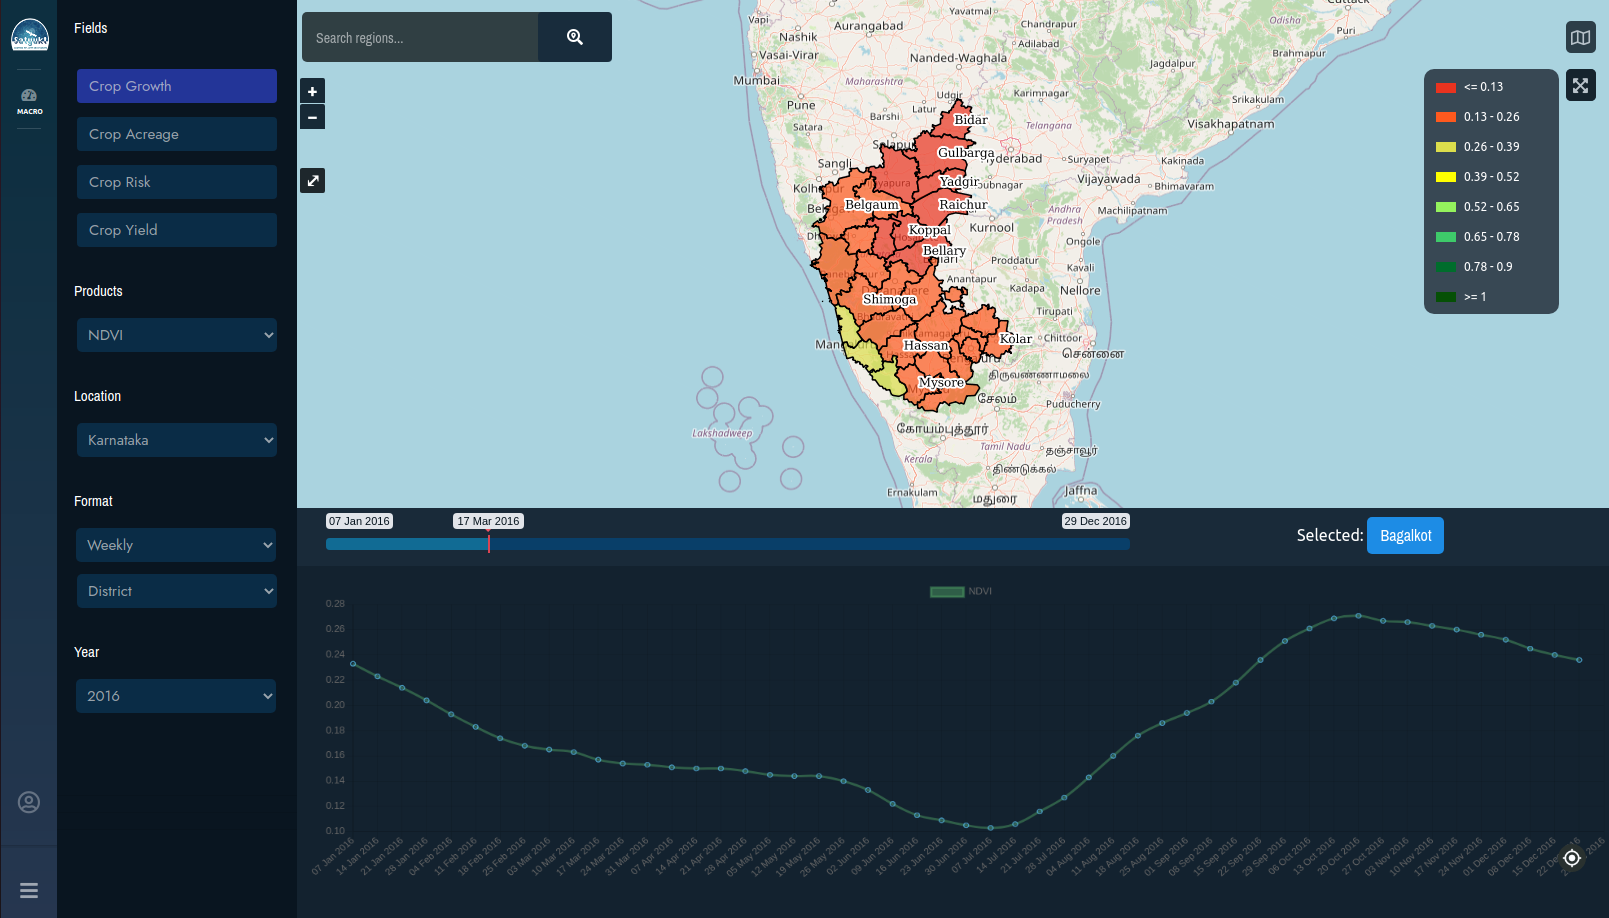 Satyukt
MACRO
Fields
Crop Growth
Crop Acreage
Crop Risk
Crop Yield
Products
NDVI
Location
Karnataka
Format
Weekly
District
Year
2016
Search regions...
+
−
Vapi
Yavatmal
Aurangabad
Chandrapur
Odisha
Puri
Nashik
Adilabad
Brahmapur
Vasai-Virar
Nanded-Waghala
Jagdalpur
Mumbai
Maharashtra
Karimnagar
Srikakulam
Pune
Latur
Udgir
Barshi
Bidar
Telangana
Visakhapatnam
Satara
Solapur
Gulbarga
Hyderabad
Suryapet
Kakinada
Sangli
Yadgir
Vijayawada
Bhimavaram
Belgaum
Raichur
Andhra
Pradesh
Machilipatnam
Koppal
Kurnool
Bellary
Ongole
Proddatur
Kavali
Anantapur
Kadapa
Nellore
Shimoga
Tirupati
Bhadravati
Kolar
Chittoor
Hassan
சென்னை
திருவண்ணாமலை
Mysore
சேலம்
Puducherry
கோயம்புத்தூர்
Lakshadweep
Tamil Nadu
தஞ்சாவூர்
Kerala
திண்டுக்கல்
Ernakulam
மதுரை
Jaffna
<= 0.13
0.13 - 0.26
0.26 - 0.39
0.39 - 0.52
0.52 - 0.65
0.65 - 0.78
0.78 - 0.9
>= 1
07 Jan 2016
17 Mar 2016
29 Dec 2016
Selected: Bagalkot
NDVI
0.28
0.26
0.24
0.22
0.20
0.18
0.16
0.14
0.12
0.10
07 Jan 2016
14 Jan 2016
21 Jan 2016
28 Jan 2016
04 Feb 2016
11 Feb 2016
18 Feb 2016
25 Feb 2016
03 Mar 2016
10 Mar 2016
17 Mar 2016
24 Mar 2016
31 Mar 2016
07 Apr 2016
14 Apr 2016
21 Apr 2016
28 Apr 2016
05 May 2016
12 May 2016
19 May 2016
26 May 2016
02 Jun 2016
09 Jun 2016
16 Jun 2016
23 Jun 2016
30 Jun 2016
07 Jul 2016
14 Jul 2016
21 Jul 2016
28 Jul 2016
04 Aug 2016
11 Aug 2016
18 Aug 2016
25 Aug 2016
01 Sep 2016
08 Sep 2016
15 Sep 2016
22 Sep 2016
29 Sep 2016
06 Oct 2016
13 Oct 2016
20 Oct 2016
27 Oct 2016
03 Nov 2016
10 Nov 2016
17 Nov 2016
24 Nov 2016
01 Dec 2016
08 Dec 2016
15 Dec 2016